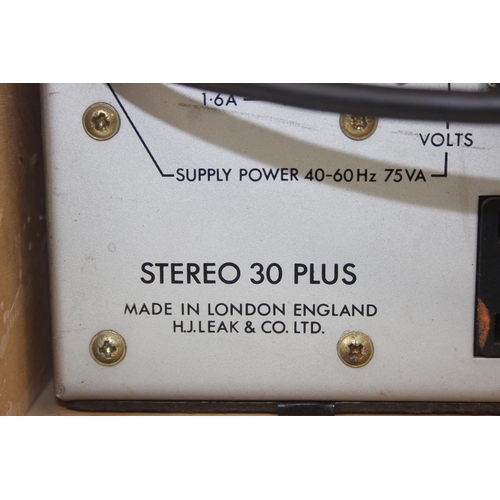 1·6A
VOLTS
SUPPLY POWER 40-60Hz 75VA
STEREO 30 PLUS
MADE IN LONDON ENGLAND
H.J.LEAK & CO. LTD.